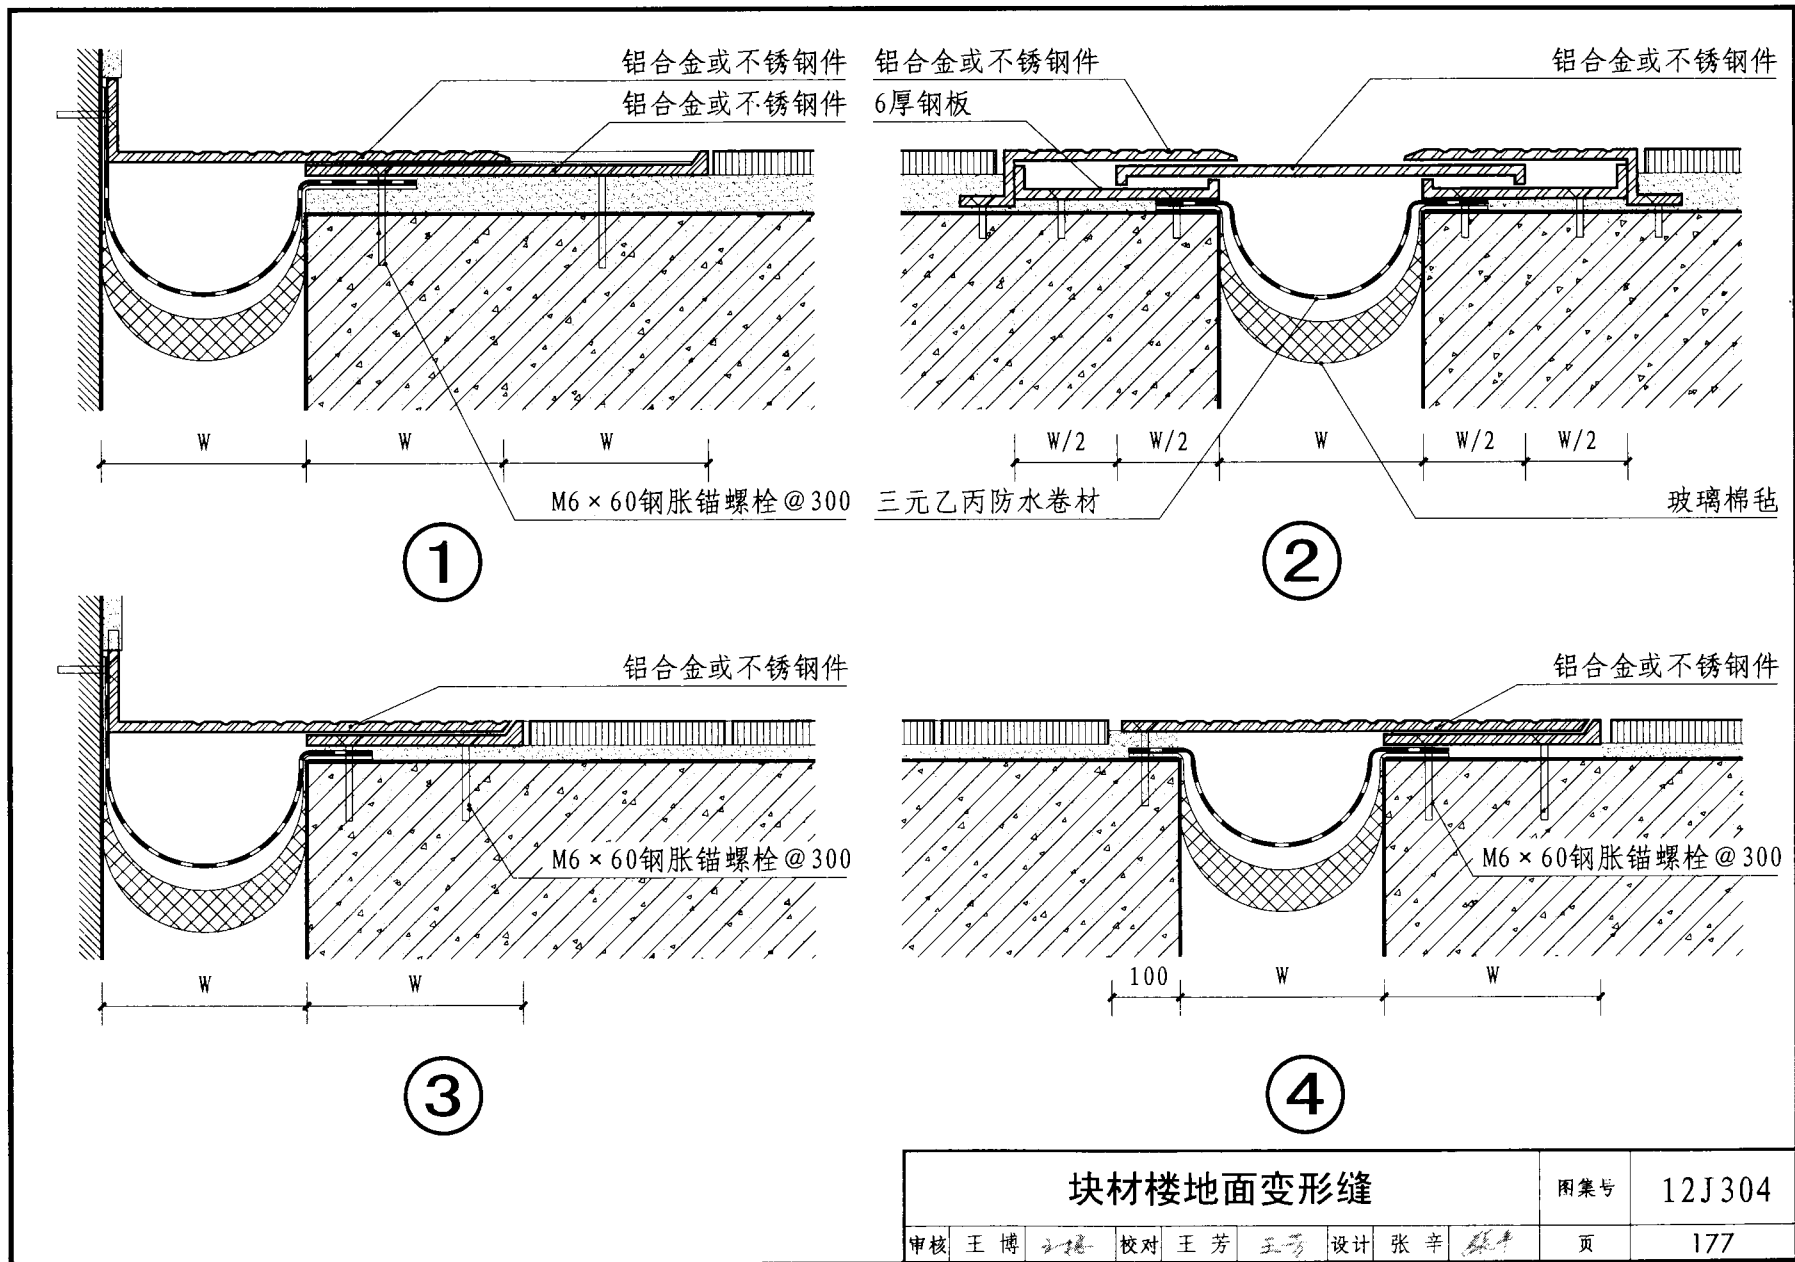 铝合金或不锈钢件
铝合金或不锈钢件
W W W
M6×60钢胀锚螺栓@300
①
铝合金或不锈钢件
6厚钢板
铝合金或不锈钢件
W/2 W/2 W W/2 W/2
三元乙丙防水卷材
玻璃棉毡
②
铝合金或不锈钢件
M6×60钢胀锚螺栓@300
W W
③
铝合金或不锈钢件
M6×60钢胀锚螺栓@300
100 W W
④
块材楼地面变形缝 图集号 12J304
审核 王博 校对 王芳 王芳 设计 张辛 页 177